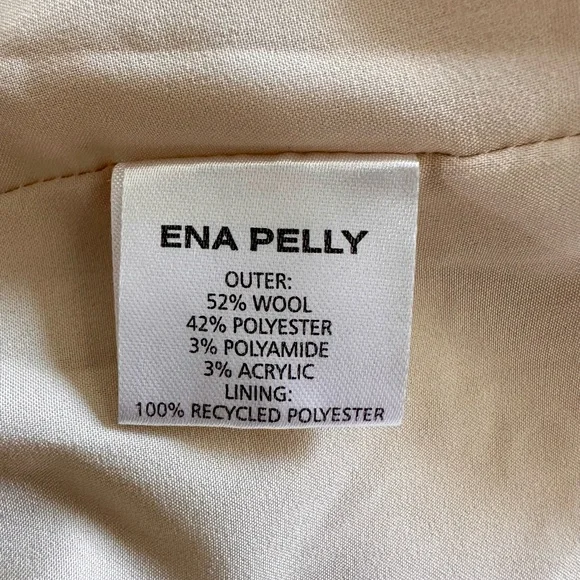 ENA PELLY
OUTER:
52% WOOL
42% POLYESTER
3% POLYAMIDE
3% ACRYLIC
LINING:
100% RECYCLED POLYESTER